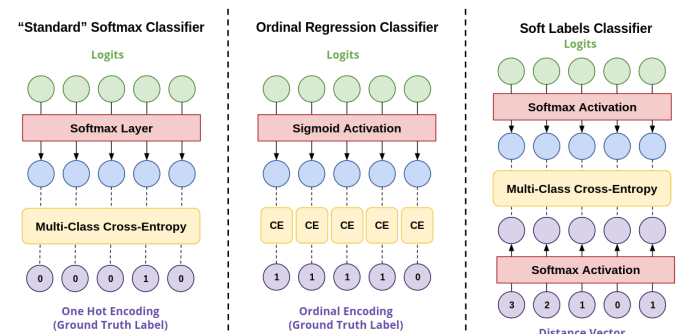 “Standard” Softmax Classifier
Logits
Softmax Layer
Multi-Class Cross-Entropy
0 0 0 1 0
One Hot Encoding
(Ground Truth Label)
Ordinal Regression Classifier
Logits
Sigmoid Activation
CE CE CE CE CE
1 1 1 1 0
Ordinal Encoding
(Ground Truth Label)
Soft Labels Classifier
Logits
Softmax Activation
Multi-Class Cross-Entropy
Softmax Activation
3 2 1 0 1
Distance Vector